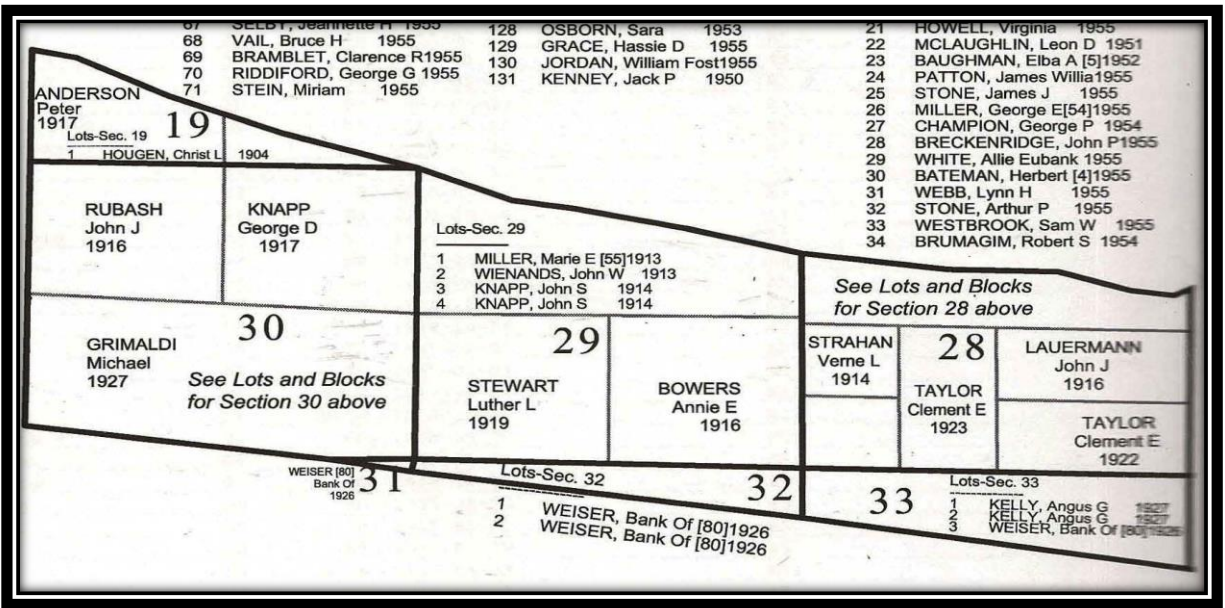 67 SELBY, Jeannette H 1955
68 VAIL, Bruce H 1955
69 BRAMBLET, Clarence R1955
70 RIDDIFORD, George G 1955
71 STEIN, Miriam 1955
128 OSBORN, Sara 1953
129 GRACE, Hassie D 1955
130 JORDAN, William Fost1955
131 KENNEY, Jack P 1950
21 HOWELL, Virginia 1955
22 MCLAUGHLIN, Leon D 1951
23 BAUGHMAN, Elba A [5]1952
24 PATTON, James Willia1955
25 STONE, James J 1955
26 MILLER, George E[54]1955
27 CHAMPION, George P 1954
28 BRECKENRIDGE, John P1955
29 WHITE, Allie Eubank 1955
30 BATEMAN, Herbert [4]1955
31 WEBB, Lynn H 1955
32 STONE, Arthur P 1955
33 WESTBROOK, Sam W 1955
34 BRUMAGIM, Robert S 1954
ANDERSON
Peter
1917
19
Lots-Sec. 19
1 HOUGEN, Christ L 1904
RUBASH
John J
1916
KNAPP
George D
1917
30
GRIMALDI
Michael
1927
See Lots and Blocks
for Section 30 above
Lots-Sec. 29
1 MILLER, Marie E [55]1913
2 WIENANDS, John W 1913
3 KNAPP, John S 1914
4 KNAPP, John S 1914
29
STEWART
Luther L
1919
BOWERS
Annie E
1916
See Lots and Blocks
for Section 28 above
STRAHAN
Verne L
1914
28
TAYLOR
Clement E
1923
LAUERMANN
John J
1916
TAYLOR
Clement E
1922
WEISER [80]
Bank Of
1926
31
Lots-Sec. 32
1 WEISER, Bank Of [80]1926
2 WEISER, Bank Of [80]1926
32
33
Lots-Sec. 33
1 KELLY, Angus G 1927
2 KELLY, Angus G 1927
3 WEISER, Bank Of [80]1926